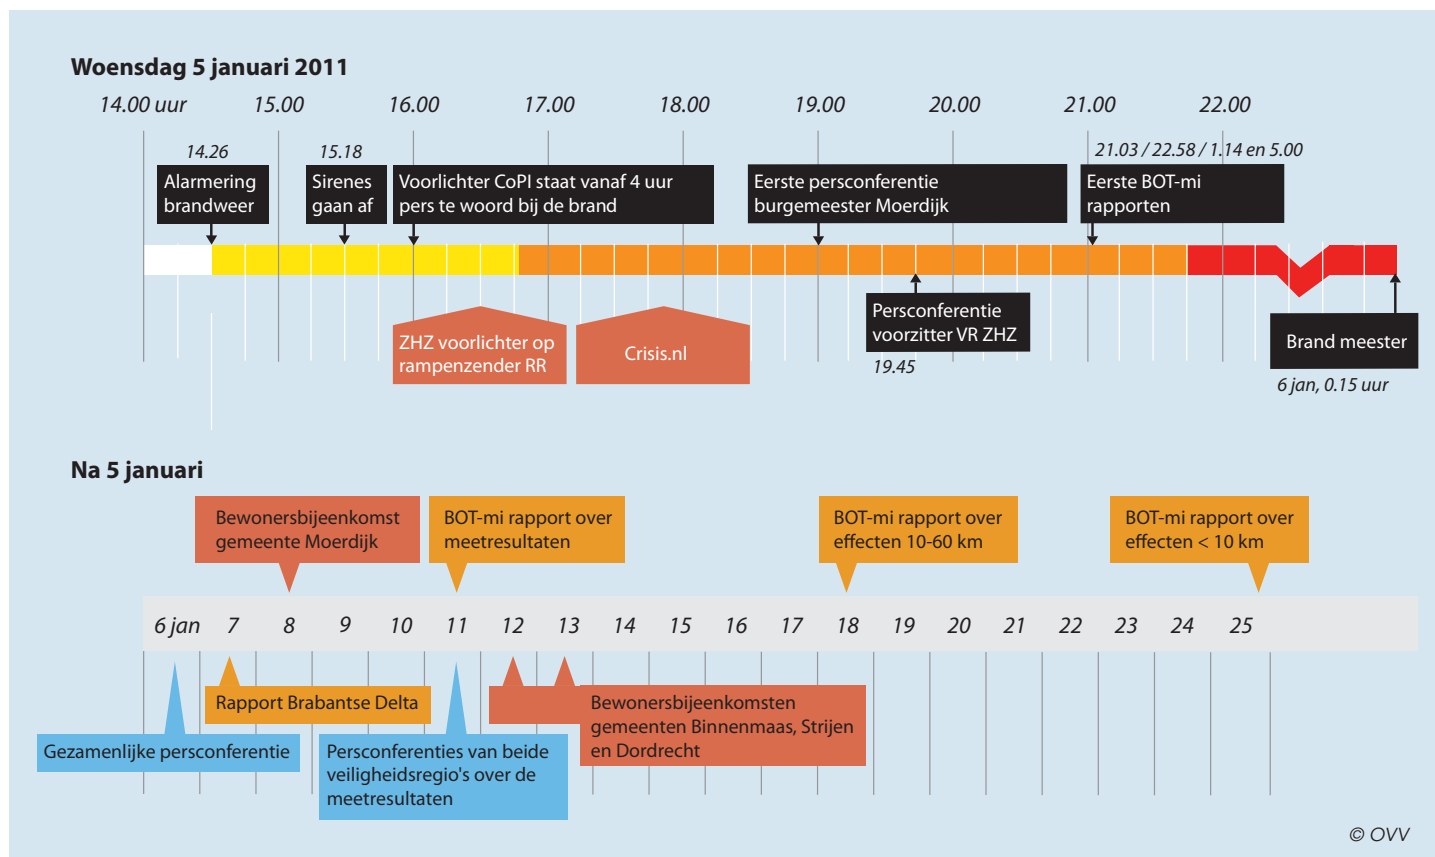 Woensdag 5 januari 2011
14.00 uur
15.00
16.00
17.00
18.00
19.00
20.00
21.00
22.00
14.26
Alarmering
brandweer
15.18
Sirenes
gaan af
Voorlichter CoPI staat vanaf 4 uur
pers te woord bij de brand
Eerste persconferentie
burgemeester Moerdijk
21.03 / 22.58 / 1.14 en 5.00
Eerste BOT-mi
rapporten
ZHZ voorlichter op
rampenzender RR
Crisis.nl
Persconferentie
voorzitter VR ZHZ
19.45
Brand meester
6 jan, 0.15 uur
Na 5 januari
Bewonersbijeenkomst
gemeente Moerdijk
BOT-mi rapport over
meetresultaten
BOT-mi rapport over
effecten 10-60 km
BOT-mi rapport over
effecten < 10 km
6 jan
7
8
9
10
11
12
13
14
15
16
17
18
19
20
21
22
23
24
25
Rapport Brabantse Delta
Gezamenlijke persconferentie
Persconferenties van beide
veiligheidsregio's over de
meetresultaten
Bewonersbijeenkomsten
gemeenten Binnenmaas, Strijen
en Dordrecht
© OVV